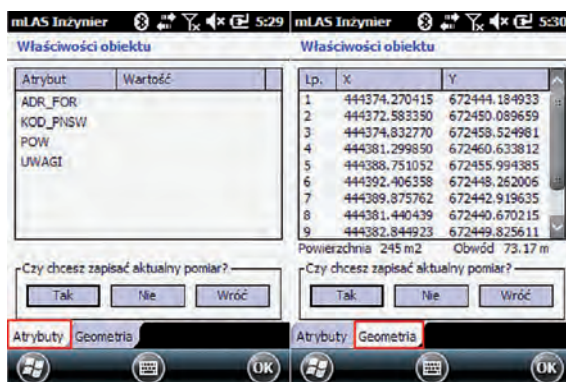 mLAS Inżynier 5:29
Właściwości obiektu
Atrybut Wartość
ADR_FOR
KOD_PNSW
POW
UWAGI
Czy chcesz zapisać aktualny pomiar?
Tak Nie Wróć
Atrybuty Geometria
OK
mLAS Inżynier 5:30
Właściwości obiektu
Lp. X Y
1 444374.270415 672444.184933
2 444372.583350 672450.089659
3 444374.832770 672458.524981
4 444381.299850 672460.633812
5 444388.751052 672455.994385
6 444392.406358 672448.262006
7 444389.875762 672442.919635
8 444381.440439 672440.670215
9 444382.844923 672449.825611
Powierzchnia 245 m2 Obwód 73.17 m
Czy chcesz zapisać aktualny pomiar?
Tak Nie Wróć
Atrybuty Geometria
OK